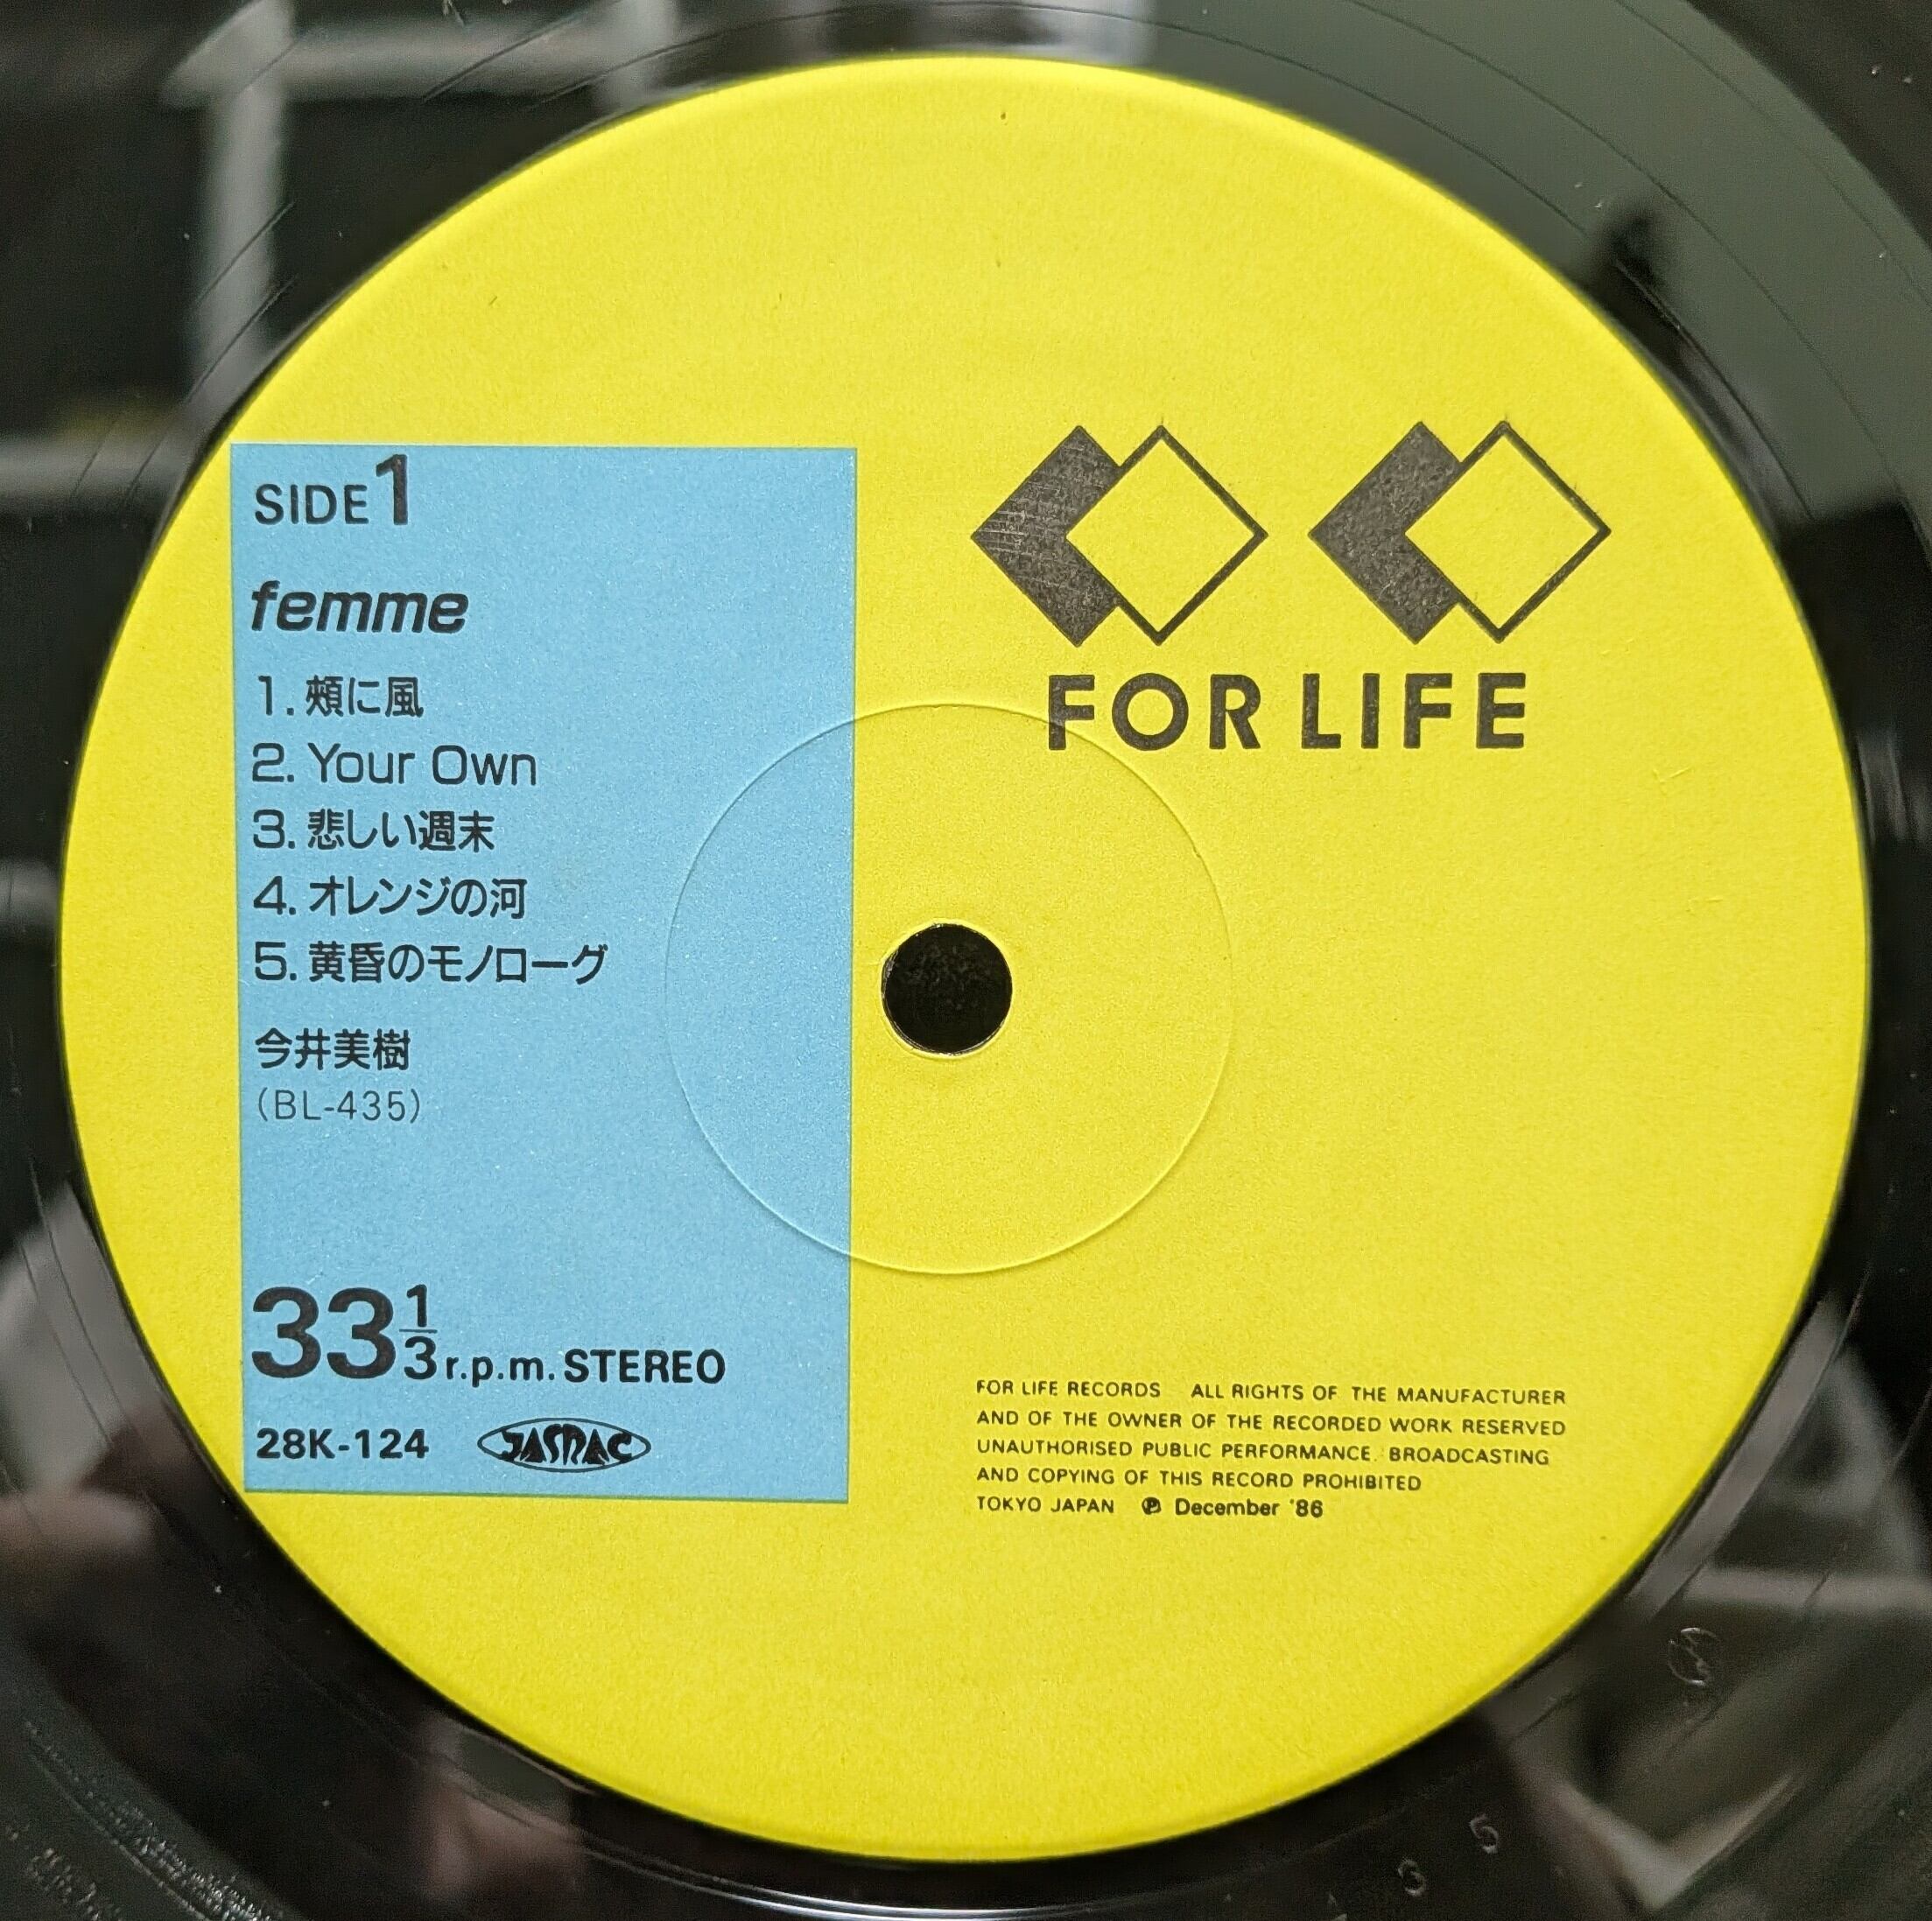 SIDE 1
femme
1. 頬に風
2. Your Own
3. 悲しい週末
4. オレンジの河
5. 黄昏のモノローグ
今井美樹
(BL-435)
33 1/3 r.p.m. STEREO
28K-124 JASRAC
FOR LIFE
FOR LIFE RECORDS ALL RIGHTS OF THE MANUFACTURER
AND OF THE OWNER OF THE RECORDED WORK RESERVED
UNAUTHORISED PUBLIC PERFORMANCE. BROADCASTING
AND COPYING OF THIS RECORD PROHIBITED
TOKYO JAPAN Ⓟ December '86